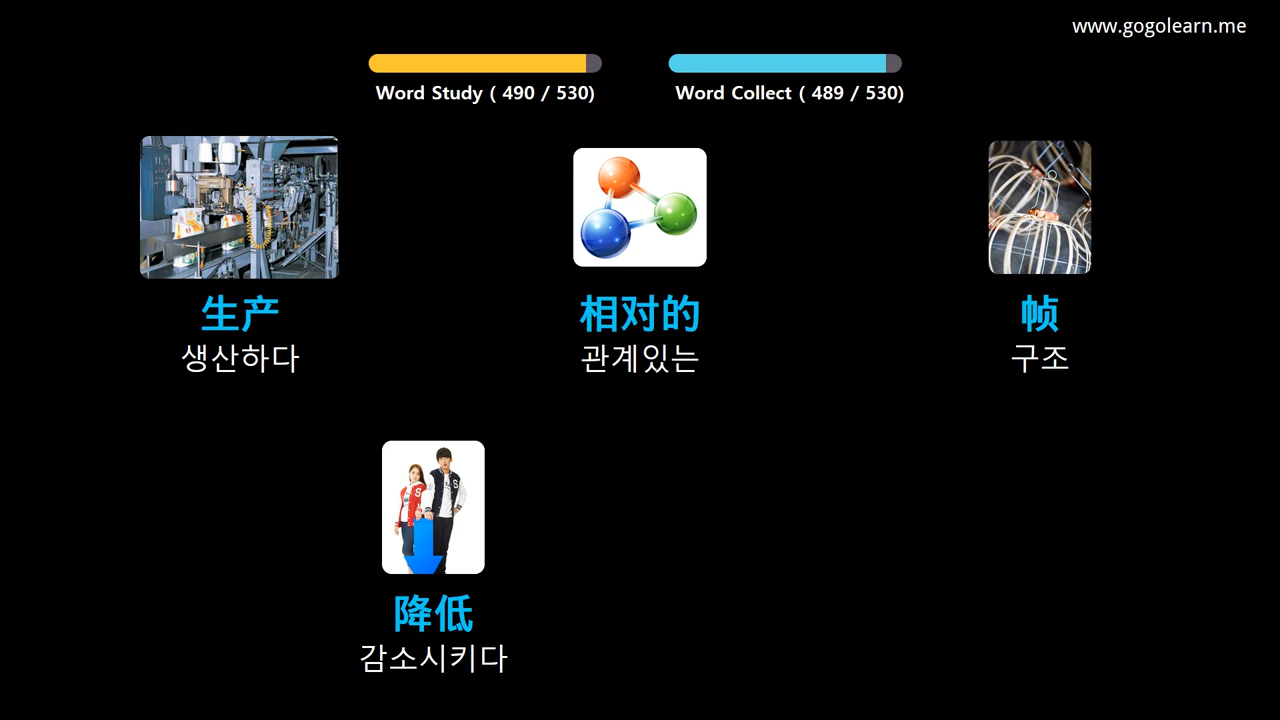 www.gogolearn.me
Word Study ( 490 / 530)
Word Collect ( 489 / 530)
生产
생산하다
相对的
관계있는
帧
구조
降低
감소시키다